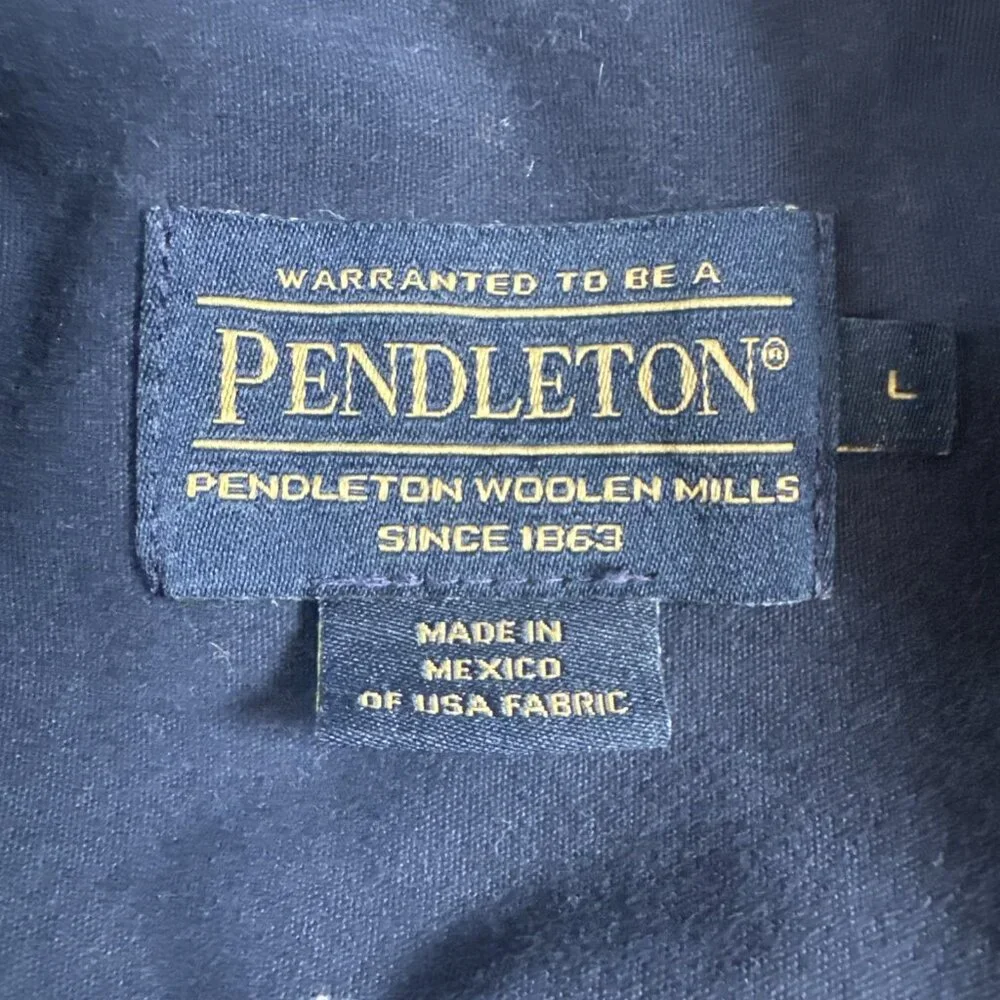 WARRANTED TO BE A
PENDLETON®
L
PENDLETON WOOLEN MILLS
SINCE 1863
MADE IN
MEXICO
OF USA FABRIC